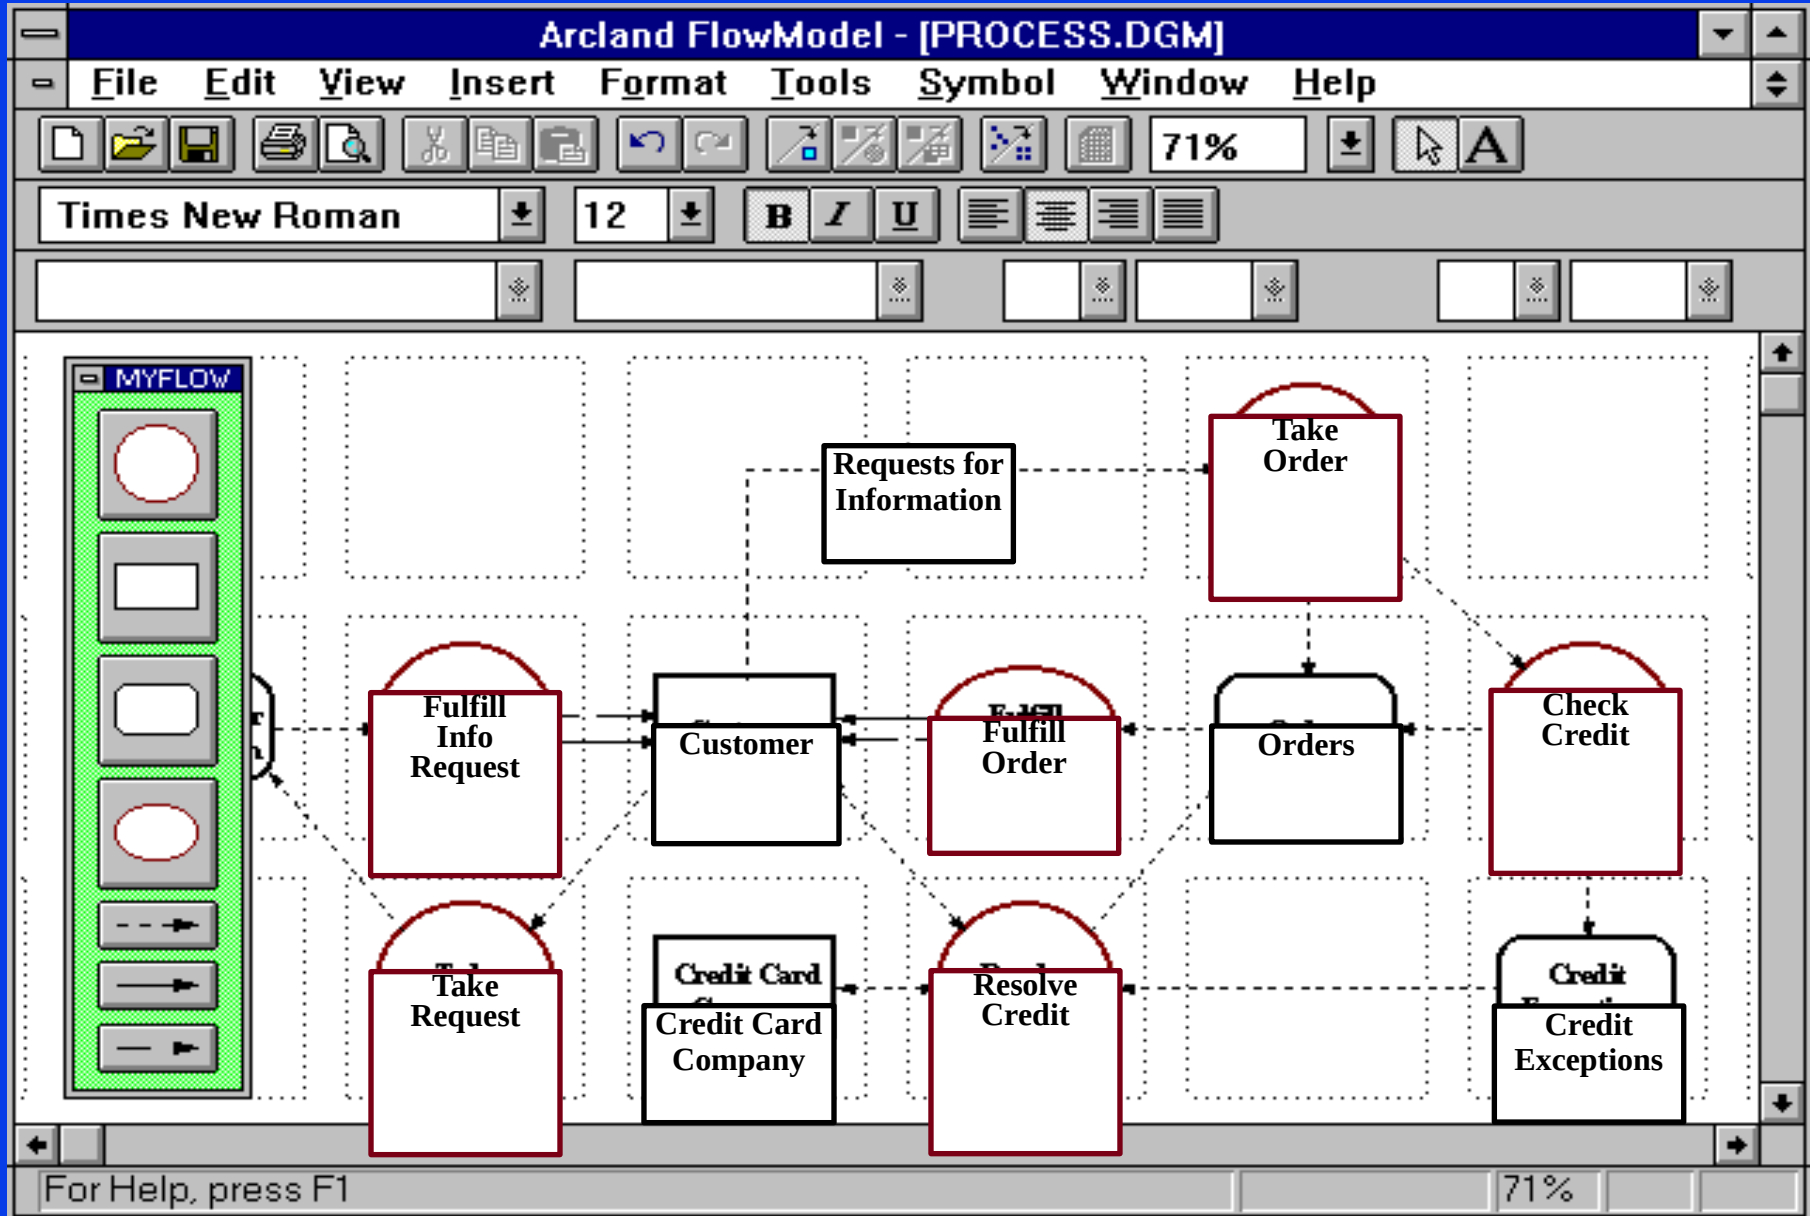 Arcland FlowModel - [PROCESS.DGM]
File Edit View Insert Format Tools Symbol Window Help
71%
A
Times New Roman
12
B I U
MYFLOW
Take
Order
Requests for
Information
Fulfill
Info
Request
Customer
Fulfill
Fulfill
Order
Orders
Check
Credit
Take
Request
Credit Card
Credit Card
Company
Resolve
Credit
Credit
Credit
Exceptions
For Help, press F1
71%